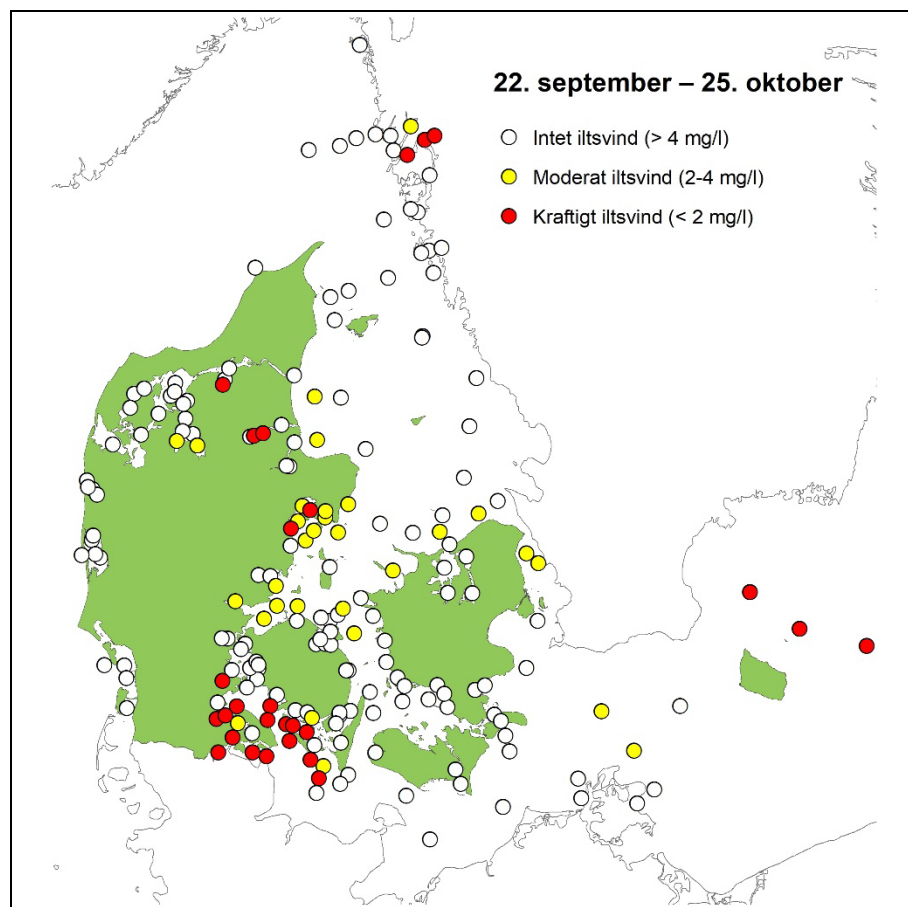 22. september – 25. oktober
Intet iltsvind (> 4 mg/l)
Moderat iltsvind (2-4 mg/l)
Kraftigt iltsvind (< 2 mg/l)